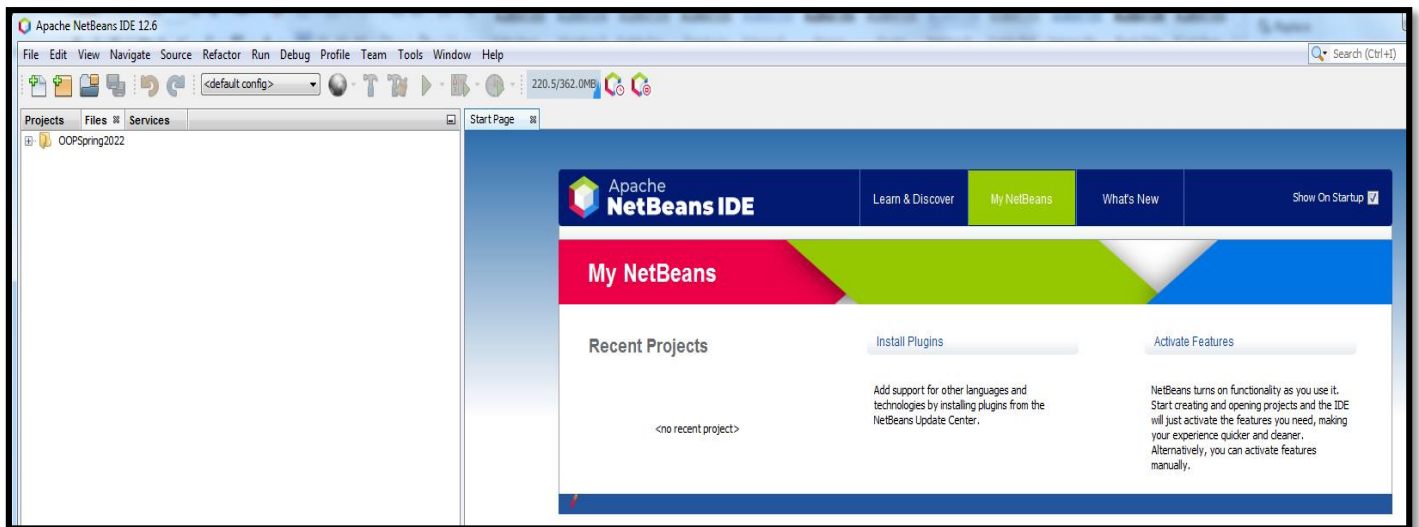 Apache NetBeans IDE 12.6
File Edit View Navigate Source Refactor Run Debug Profile Team Tools Window Help
Search (Ctrl+I)
<default config>
220.5/362.0MB
Projects Files Services
Start Page
OOPSpring2022
Apache
NetBeans IDE
Learn & Discover
My NetBeans
What's New
Show On Startup
My NetBeans
Recent Projects
<no recent project>
Install Plugins
Add support for other languages and
technologies by installing plugins from the
NetBeans Update Center.
Activate Features
NetBeans turns on functionality as you use it.
Start creating and opening projects and the IDE
will just activate the features you need, making
your experience quicker and cleaner.
Alternatively, you can activate features
manually.